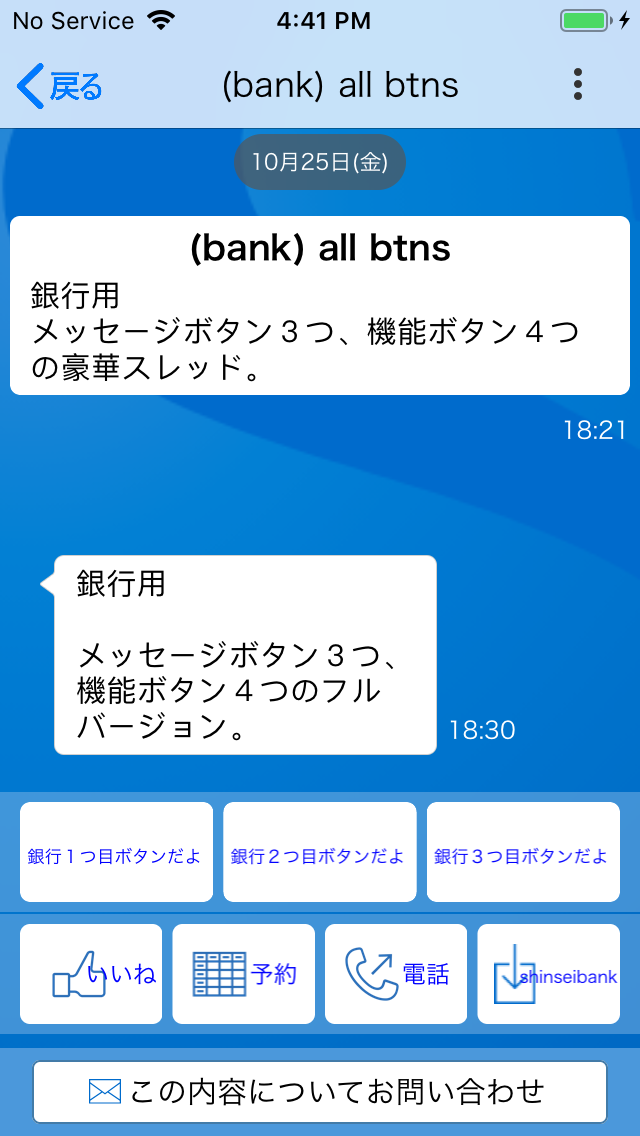 No Service 4:41 PM
戻る (bank) all btns
10月25日(金)
(bank) all btns
銀行用
メッセージボタン３つ、機能ボタン４つ
の豪華スレッド。
18:21
銀行用
メッセージボタン３つ、
機能ボタン４つのフル
バージョン。
18:30
銀行１つ目ボタンだよ 銀行２つ目ボタンだよ 銀行３つ目ボタンだよ
いいね 予約 電話 shinseibank
この内容についてお問い合わせ